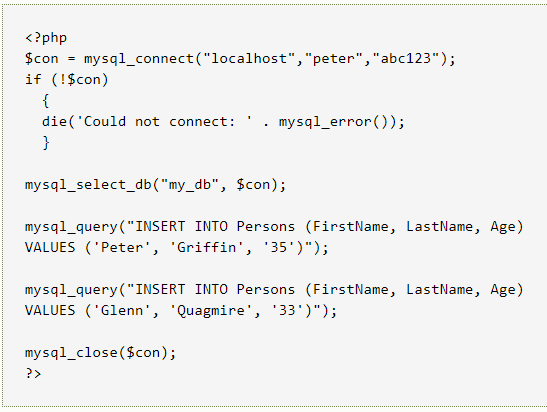 <?php
$con = mysql_connect("localhost","peter","abc123");
if (!$con)
  {
  die('Could not connect: ' . mysql_error());
  }

mysql_select_db("my_db", $con);

mysql_query("INSERT INTO Persons (FirstName, LastName, Age)
VALUES ('Peter', 'Griffin', '35')");

mysql_query("INSERT INTO Persons (FirstName, LastName, Age)
VALUES ('Glenn', 'Quagmire', '33')");

mysql_close($con);
?>